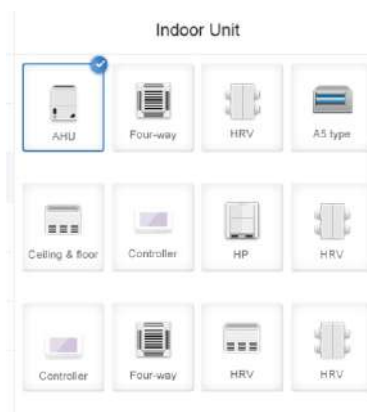 Indoor Unit
AHU Four-way HRV A5 type
Ceiling & floor Controller HP HRV
Controller Four-way HRV HRV